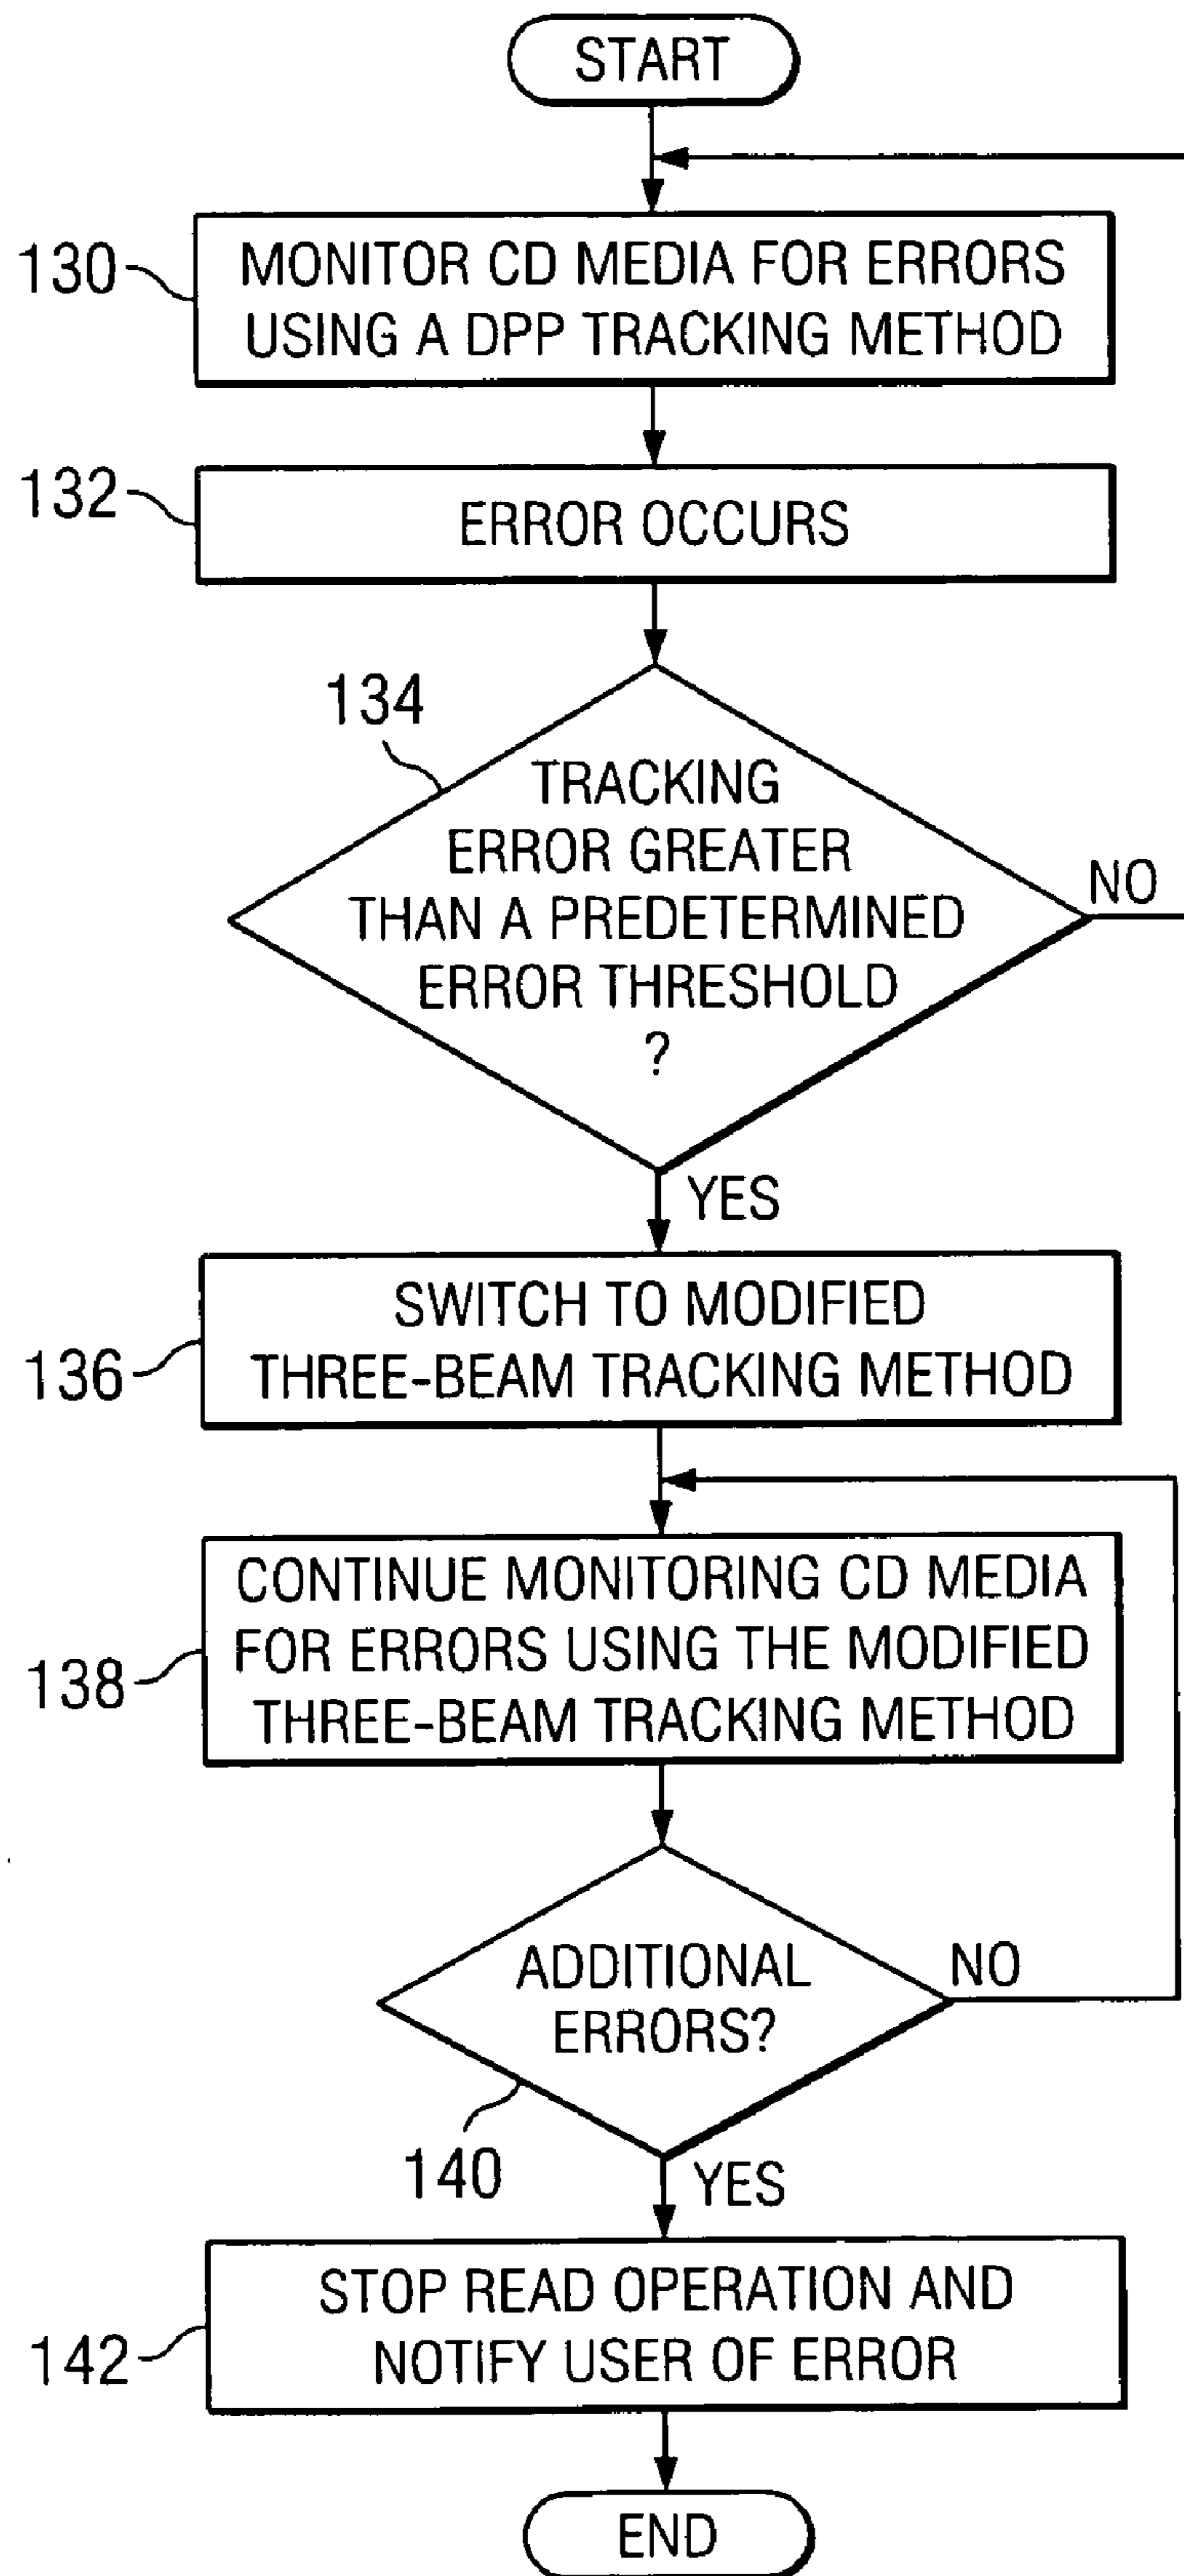 START
130
MONITOR CD MEDIA FOR ERRORS
USING A DPP TRACKING METHOD
132
ERROR OCCURS
134
TRACKING
ERROR GREATER
THAN A PREDETERMINED
ERROR THRESHOLD
?
NO
YES
136
SWITCH TO MODIFIED
THREE-BEAM TRACKING METHOD
138
CONTINUE MONITORING CD MEDIA
FOR ERRORS USING THE MODIFIED
THREE-BEAM TRACKING METHOD
ADDITIONAL
ERRORS?
NO
140
YES
142
STOP READ OPERATION AND
NOTIFY USER OF ERROR
END